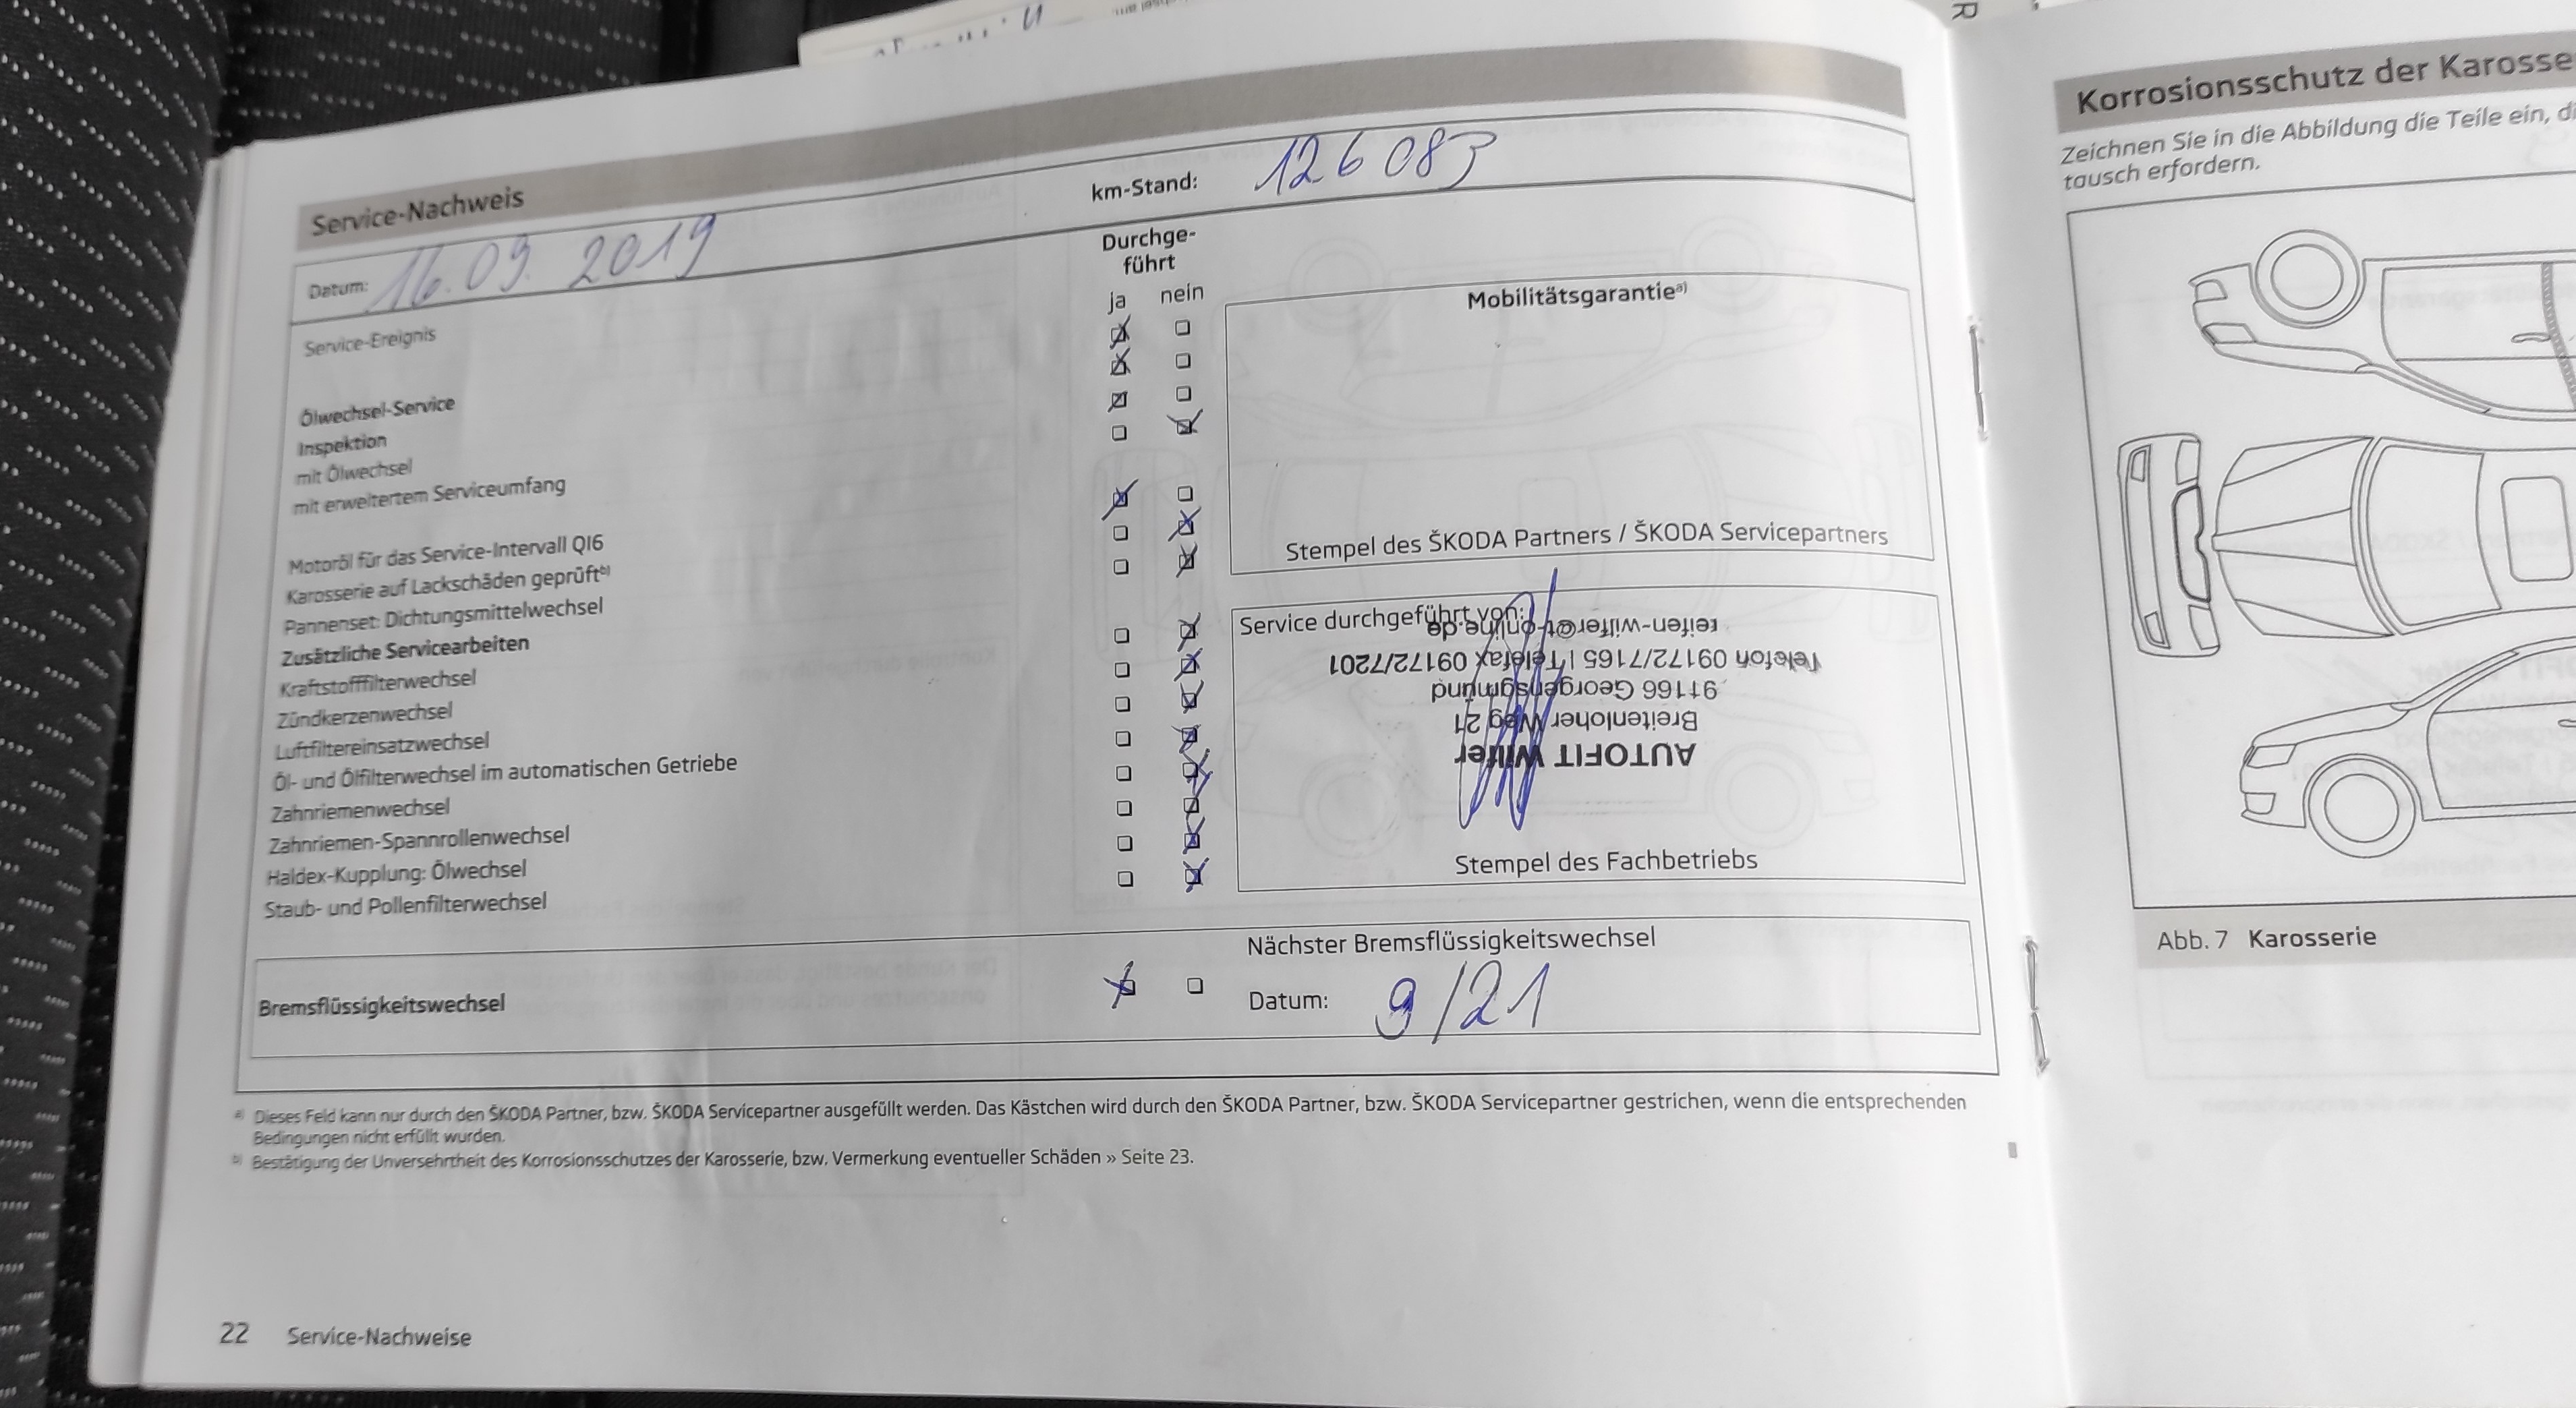 R
Service-Nachweis
Datum: 16.09.2019
km-Stand: 126 083
Service-Ereignis
Durchge-
führt
ja nein
Ölwechsel-Service
Inspektion
mit Ölwechsel
mit erweitertem Serviceumfang
Motoröl für das Service-Intervall QI6
Karosserie auf Lackschäden geprüftb)
Pannenset: Dichtungsmittelwechsel
Zusätzliche Servicearbeiten
Kraftstofffilterwechsel
Zündkerzenwechsel
Luftfiltereinsatzwechsel
Öl- und Ölfilterwechsel im automatischen Getriebe
Zahnriemenwechsel
Zahnriemen-Spannrollenwechsel
Haldex-Kupplung: Ölwechsel
Staub- und Pollenfilterwechsel
Mobilitätsgarantiea)
Stempel des ŠKODA Partners / ŠKODA Servicepartners
Service durchgeführt von:
AUTOFIT Wilfer
Breitenloher Weg 21
91166 Georgensgmünd
Telefon 09172/7165 | Telefax 09172/7201
reifen-wilfer@t-online.de
Stempel des Fachbetriebs
Bremsflüssigkeitswechsel
Nächster Bremsflüssigkeitswechsel
Datum: 9/21
a) Dieses Feld kann nur durch den ŠKODA Partner, bzw. ŠKODA Servicepartner ausgefüllt werden. Das Kästchen wird durch den ŠKODA Partner, bzw. ŠKODA Servicepartner gestrichen, wenn die entsprechenden
Bedingungen nicht erfüllt wurden.
b) Bestätigung der Unversehrtheit des Korrosionsschutzes der Karosserie, bzw. Vermerkung eventueller Schäden » Seite 23.
22 Service-Nachweise
Korrosionsschutz der Karosse
Zeichnen Sie in die Abbildung die Teile ein, di
tausch erfordern.
Abb. 7 Karosserie